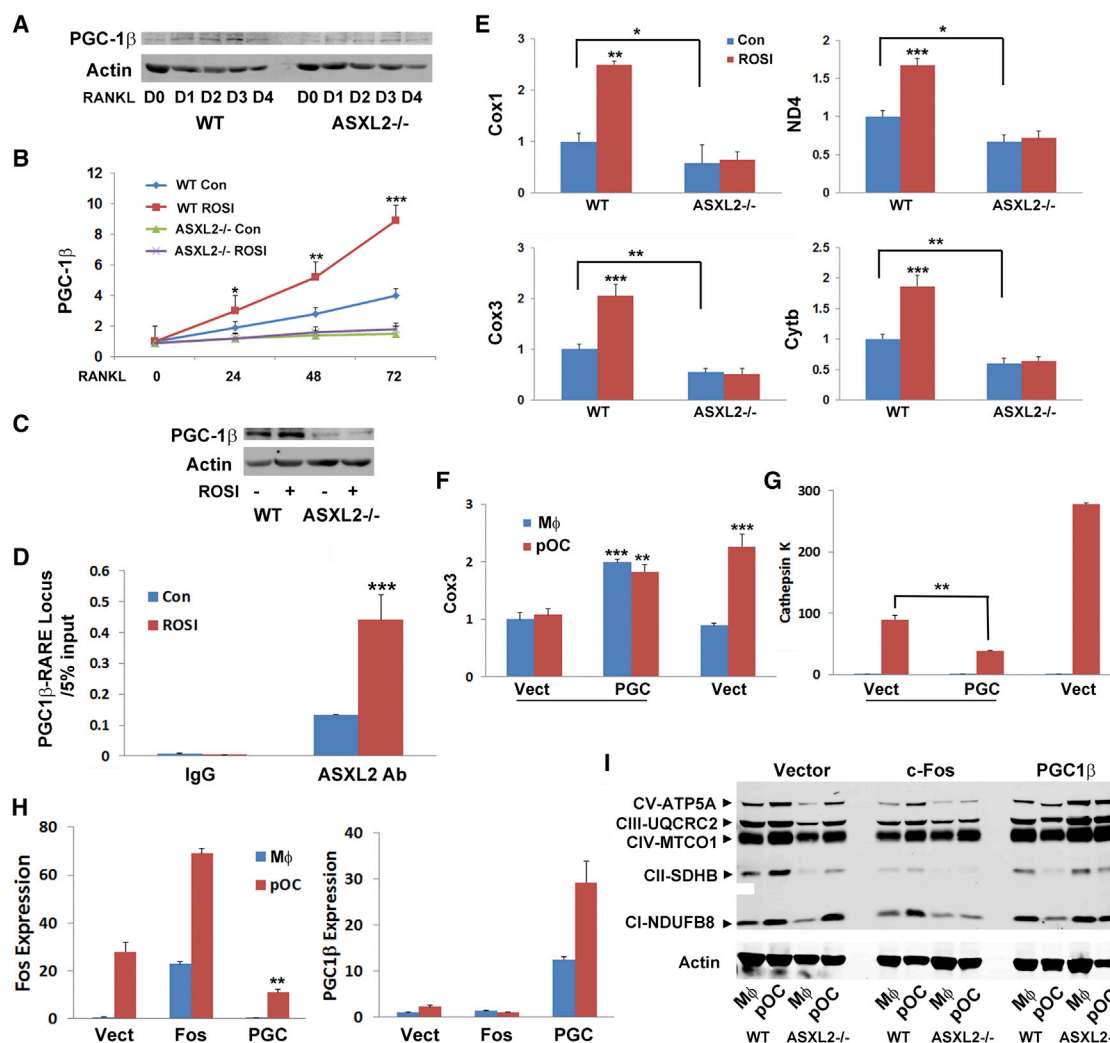 A
PGC-1β
Actin
RANKL D0 D1 D2 D3 D4 D0 D1 D2 D3 D4
WT ASXL2-/-
B
12
10
8
6
4
2
0
PGC-1β
WT Con
WT ROSI
ASXL2-/- Con
ASXL2-/- ROSI
*
**
***
RANKL 0 24 48 72
C
PGC-1β
Actin
ROSI - + - +
WT ASXL2-/-
D
PGC1β-RARE Locus
/5% input
0.6
0.5
0.4
0.3
0.2
0.1
0
Con
ROSI
***
IgG ASXL2 Ab
E
Cox1
3
2
1
0
**
*
Con
ROSI
WT ASXL2-/-
ND4
2
1.5
1
0.5
0
***
*
WT ASXL2-/-
Cox3
3
2
1
0
***
**
WT ASXL2-/-
Cytb
2.5
2
1.5
1
0.5
0
***
**
WT ASXL2-/-
F
Cox3
3
2
1
0
Mϕ
pOC
*** **
***
Vect PGC Vect
G
Cathepsin K
300
200
100
0
**
Vect PGC Vect
H
Fos Expression
80
60
40
20
0
Mϕ
pOC
**
Vect Fos PGC
PGC1β Expression
40
30
20
10
0
Vect Fos PGC
I
Vector c-Fos PGC1β
CV-ATP5A
CIII-UQCRC2
CIV-MTCO1
CII-SDHB
CI-NDUFB8
Actin
Mϕ pOC Mϕ pOC Mϕ pOC Mϕ pOC Mϕ pOC Mϕ pOC
WT ASXL2-/- WT ASXL2-/- WT ASXL2-/-